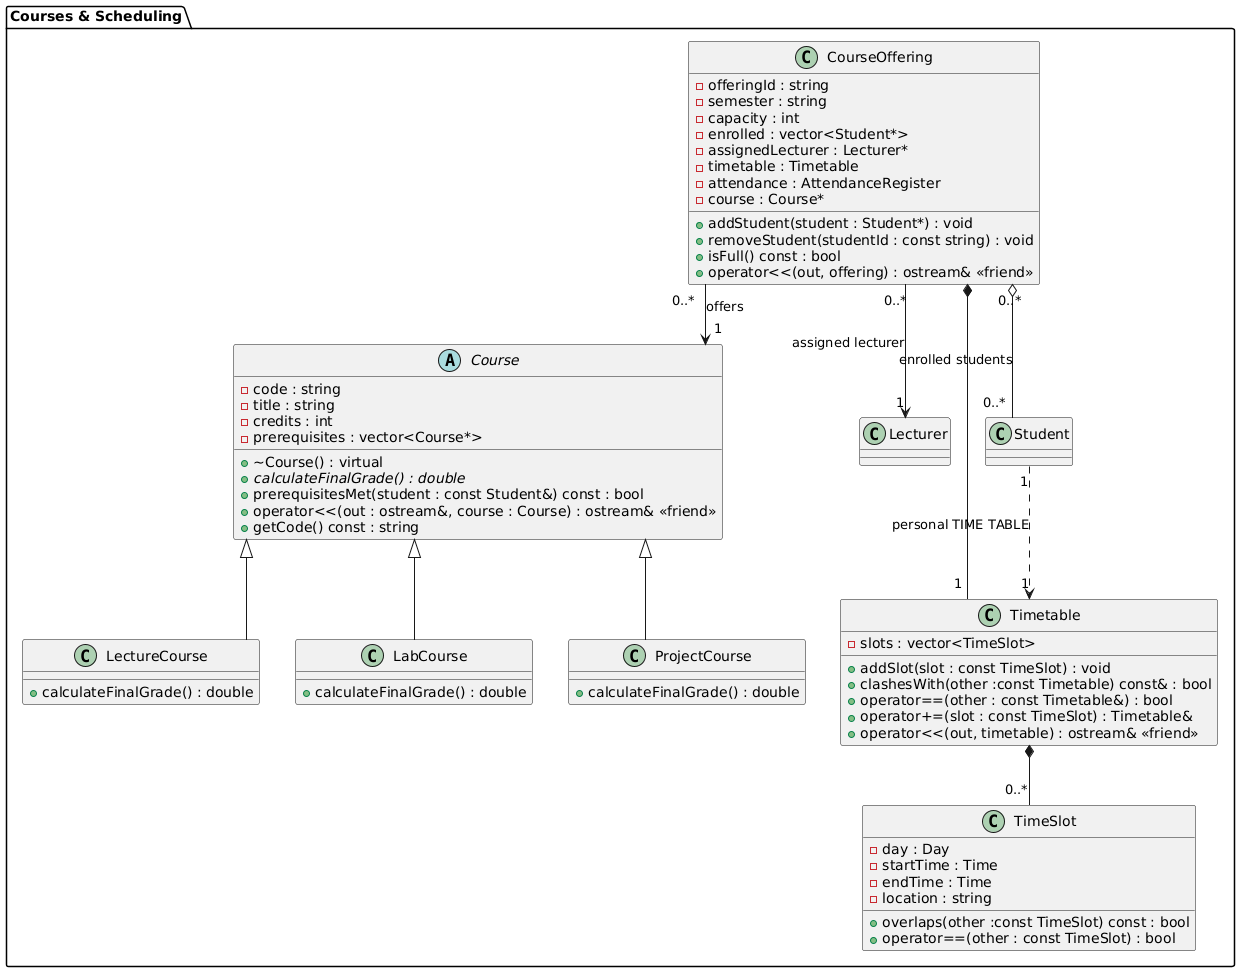 Courses & Scheduling
C CourseOffering
offeringId : string
semester : string
capacity : int
enrolled : vector<Student*>
assignedLecturer : Lecturer*
timetable : Timetable
attendance : AttendanceRegister
course : Course*
addStudent(student : Student*) : void
removeStudent(studentId : const string) : void
isFull() const : bool
operator<<(out, offering) : ostream& «friend»
0..*
offers
1
0..*
assigned lecturer
1
0..*
enrolled students
0..*
A Course
code : string
title : string
credits : int
prerequisites : vector<Course*>
~Course() : virtual
calculateFinalGrade() : double
prerequisitesMet(student : const Student&) const : bool
operator<<(out : ostream&, course : Course) : ostream& «friend»
getCode() const : string
C Lecturer
C Student
1
personal TIME TABLE
1
1
C LectureCourse
calculateFinalGrade() : double
C LabCourse
calculateFinalGrade() : double
C ProjectCourse
calculateFinalGrade() : double
C Timetable
slots : vector<TimeSlot>
addSlot(slot : const TimeSlot) : void
clashesWith(other :const Timetable) const& : bool
operator==(other : const Timetable&) : bool
operator+=(slot : const TimeSlot) : Timetable&
operator<<(out, timetable) : ostream& «friend»
0..*
C TimeSlot
day : Day
startTime : Time
endTime : Time
location : string
overlaps(other :const TimeSlot) const : bool
operator==(other : const TimeSlot) : bool